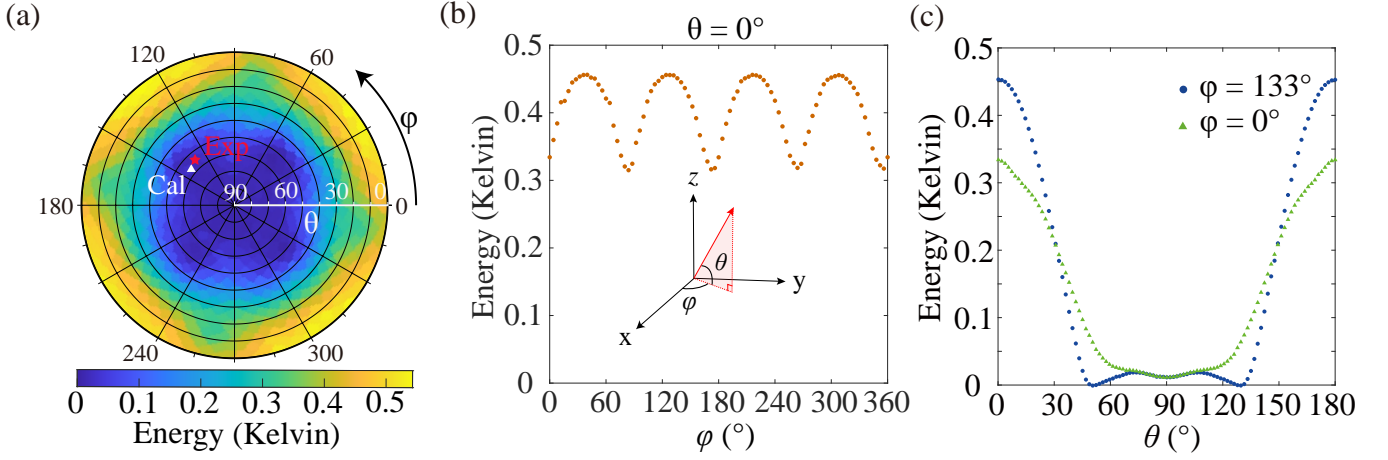 (a)
120
60
φ
Exp
Cal
180
90
60
30
0
0
θ
240
300
0
0.1
0.2
0.3
0.4
0.5
Energy (Kelvin)
(b)
θ = 0°
Energy (Kelvin)
0.5
0.4
0.3
0.2
0.1
0
z
θ
y
φ
x
0
60
120
180
240
300
360
φ (°)
(c)
Energy (Kelvin)
0.5
0.4
0.3
0.2
0.1
0
φ = 133°
φ = 0°
0
30
60
90
120
150
180
θ (°)